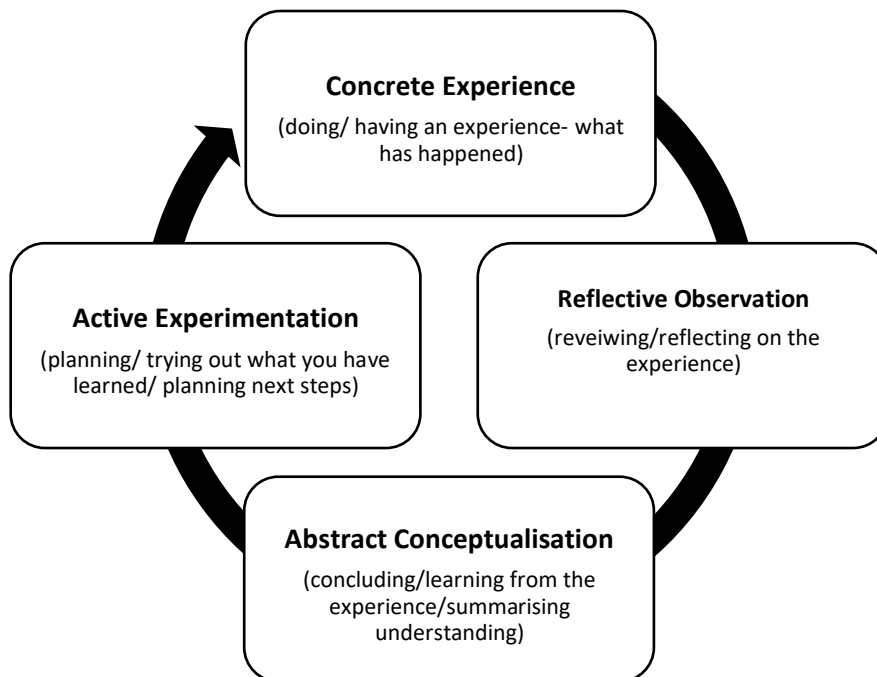 Concrete Experience
(doing/ having an experience- what
has happened)
Reflective Observation
(reveiwing/reflecting on the
experience)
Abstract Conceptualisation
(concluding/learning from the
experience/summarising
understanding)
Active Experimentation
(planning/ trying out what you have
learned/ planning next steps)